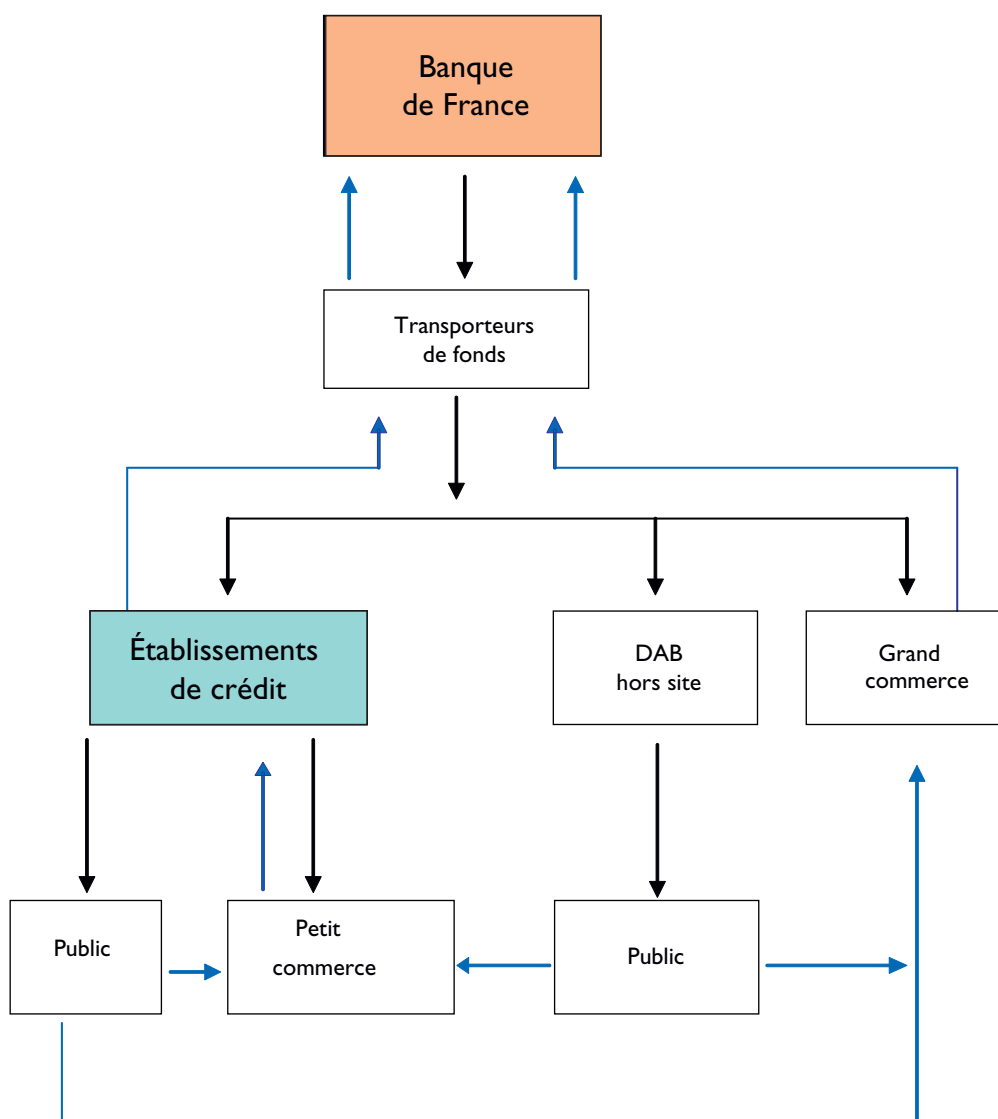 Banque
de France
Transporteurs
de fonds
Établissements
de crédit
DAB
hors site
Grand
commerce
Public
Petit
commerce
Public